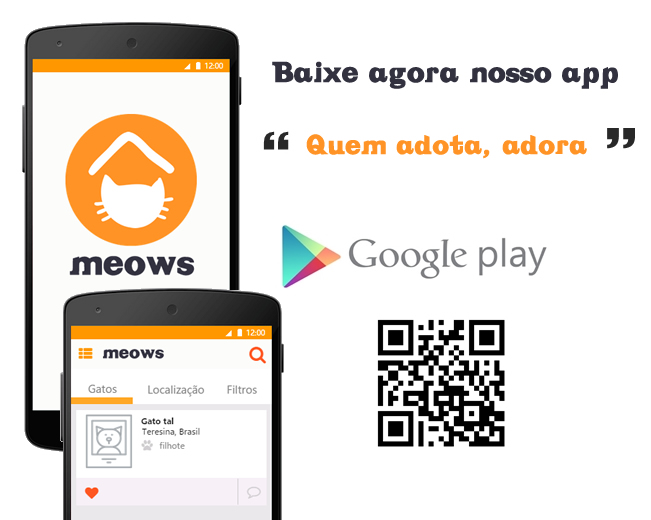 12:00
meows
Baixe agora nosso app
“ Quem adota, adora ”
Google play
12:00
meows
Gatos Localização Filtros
Gato tal
Teresina, Brasil
filhote